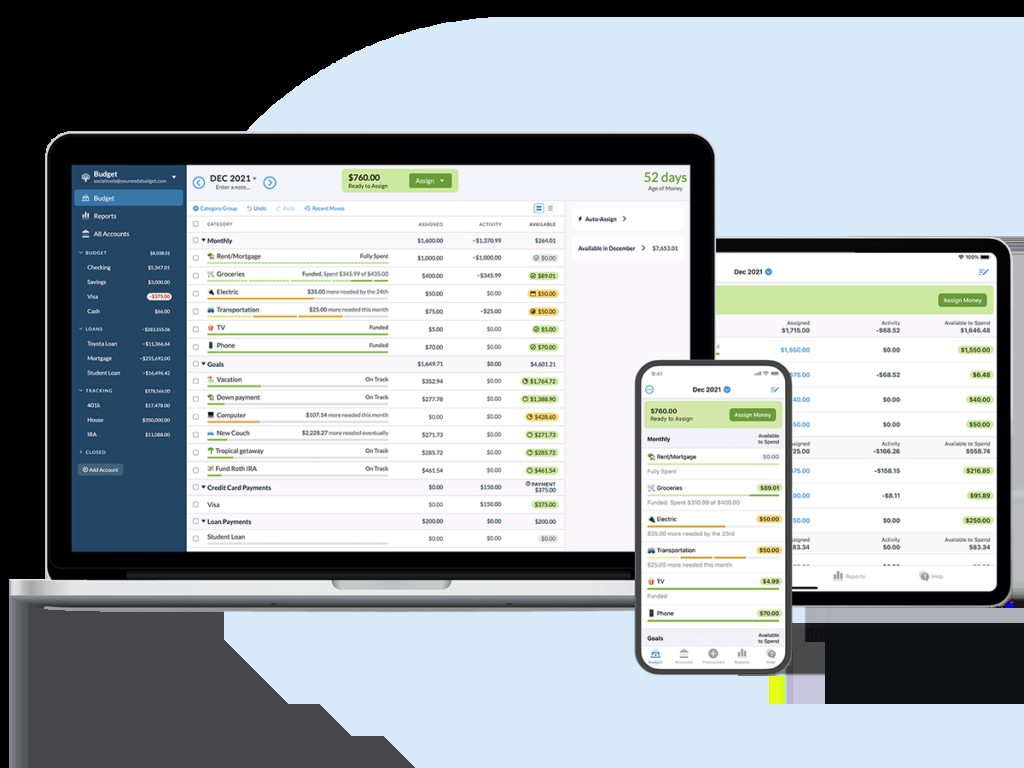 Budget
socialtools@youneedabudget.com
Budget
Reports
All Accounts
BUDGET $8,038.01
Checking $5,347.01
Savings $3,000.00
Visa -$375.00
Cash $66.00
LOANS -$283,555.06
Toyota Loan -$11,366.64
Mortgage -$255,692.00
Student Loan -$16,496.42
TRACKING $378,566.00
401k $17,478.00
House $350,000.00
IRA $11,088.00
CLOSED
Add Account
DEC 2021
Enter a note...
$760.00
Ready to Assign
Assign
52 days
Age of Money
Category Group Undo Redo Recent Moves
CATEGORY ASSIGNED ACTIVITY AVAILABLE
Monthly $1,600.00 -$1,370.99 $264.01
Rent/Mortgage Fully Spent $1,000.00 -$1,000.00 $0.00
Groceries Funded. Spent $345.99 of $435.00 $400.00 -$345.99 $89.01
Electric $35.00 more needed by the 24th $50.00 $0.00 $50.00
Transportation $25.00 more needed this month $75.00 -$25.00 $50.00
TV Funded $5.00 $0.00 $5.00
Phone Funded $70.00 $0.00 $70.00
Goals $1,649.71 $0.00 $4,601.21
Vacation On Track $352.94 $0.00 $1,764.72
Down payment On Track $277.78 $0.00 $1,388.90
Computer $107.14 more needed this month $0.00 $0.00 $428.60
New Couch $2,228.27 more needed eventually $271.73 $0.00 $271.73
Tropical getaway On Track $285.72 $0.00 $285.72
Fund Roth IRA On Track $461.54 $0.00 $461.54
Credit Card Payments $0.00 $150.00 PAYMENT
$375.00
Visa $0.00 $150.00 $375.00
Loan Payments $200.00 $0.00 $200.00
Student Loan $0.00 $0.00 $0.00
Auto-Assign
Available in December $7,653.01
100%
Dec 2021
Assign Money
Assigned Activity Available to Spend
$1,715.00 -$68.52 $1,646.48
$1,550.00 $0.00 $1,550.00
$75.00 -$68.52 $6.48
40.00 $0.00 $40.00
50.00 $0.00 $50.00
signed Activity Available to Spend
25.00 -$166.26 $558.74
75.00 -$158.15 $216.85
00.00 -$8.11 $91.89
50.00 $0.00 $250.00
signed Activity Available to Spend
83.34 $0.00 $83.34
Reports Help
9:41
Dec 2021
$760.00
Ready to Assign
Assign Money
Monthly Available
to Spend
Rent/Mortgage $0.00
Fully Spent
Groceries $89.01
Funded. Spent $310.99 of $400.00
Electric $50.00
$35.00 more needed by the 23rd
Transportation $50.00
$25.00 more needed this month
TV $4.99
Funded
Phone $70.00
Goals Available
to Spend
Budget Accounts Transaction Reports Help